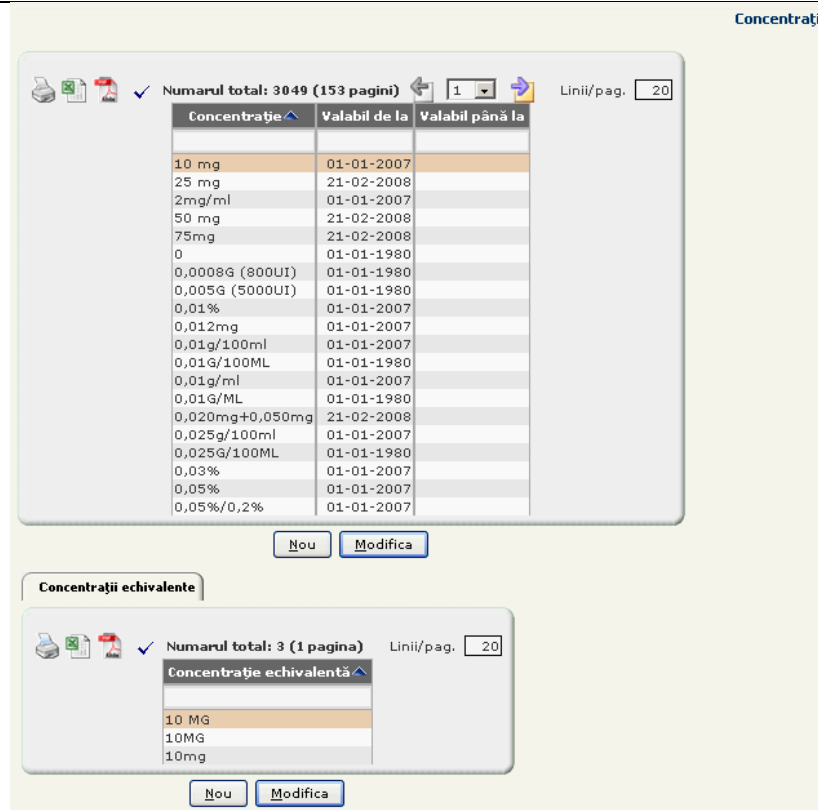 Concentrați
Numarul total: 3049 (153 pagini) 1 Linii/pag. 20
Concentrație Valabil de la Valabil până la
10 mg 01-01-2007
25 mg 21-02-2008
2mg/ml 01-01-2007
50 mg 21-02-2008
75mg 21-02-2008
0 01-01-1980
0,0008G (800UI) 01-01-1980
0,005G (5000UI) 01-01-1980
0,01% 01-01-2007
0,012mg 01-01-2007
0,01g/100ml 01-01-2007
0,01G/100ML 01-01-1980
0,01g/ml 01-01-2007
0,01G/ML 01-01-1980
0,020mg+0,050mg 21-02-2008
0,025g/100ml 01-01-2007
0,025G/100ML 01-01-1980
0,03% 01-01-2007
0,05% 01-01-2007
0,05%/0,2% 01-01-2007
Nou Modifica
Concentrații echivalente
Numarul total: 3 (1 pagina) Linii/pag. 20
Concentrație echivalentă
10 MG
10MG
10mg
Nou Modifica